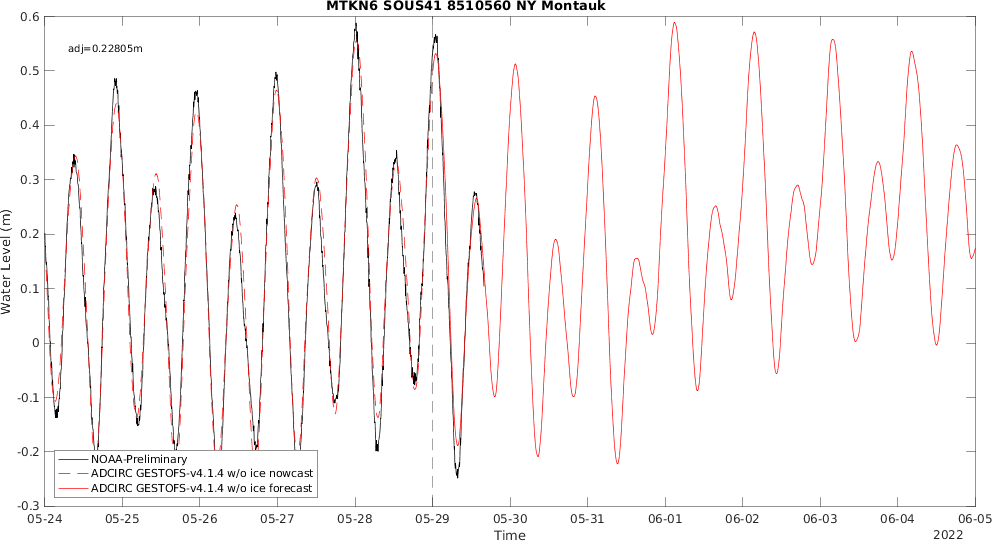 MTKN6 SOUS41 8510560 NY Montauk
0.6
adj=0.22805m
0.5
0.4
0.3
0.2
0.1
0
-0.1
-0.2
-0.3
Water Level (m)
NOAA-Preliminary
ADCIRC GESTOFS-v4.1.4 w/o ice nowcast
ADCIRC GESTOFS-v4.1.4 w/o ice forecast
05-24 05-25 05-26 05-27 05-28 05-29 05-30 05-31 06-01 06-02 06-03 06-04 06-05
Time
2022